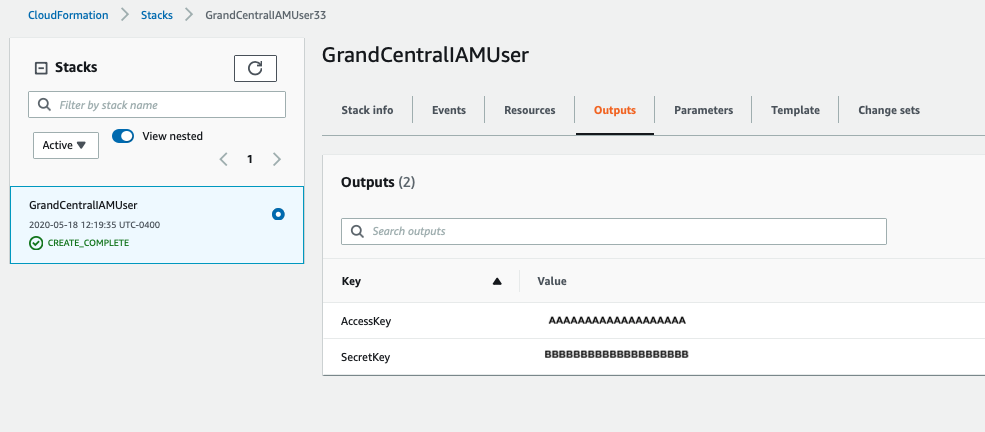 CloudFormation > Stacks > GrandCentralIAMUser33
Stacks
Filter by stack name
Active ▼ View nested
< 1 >
GrandCentralIAMUser
2020-05-18 12:19:35 UTC-0400
CREATE_COMPLETE
GrandCentralIAMUser
Stack info Events Resources Outputs Parameters Template Change sets
Outputs (2)
Search outputs
Key ▲ Value
AccessKey AAAAAAAAAAAAAAAAAAA
SecretKey BBBBBBBBBBBBBBBBBBBB